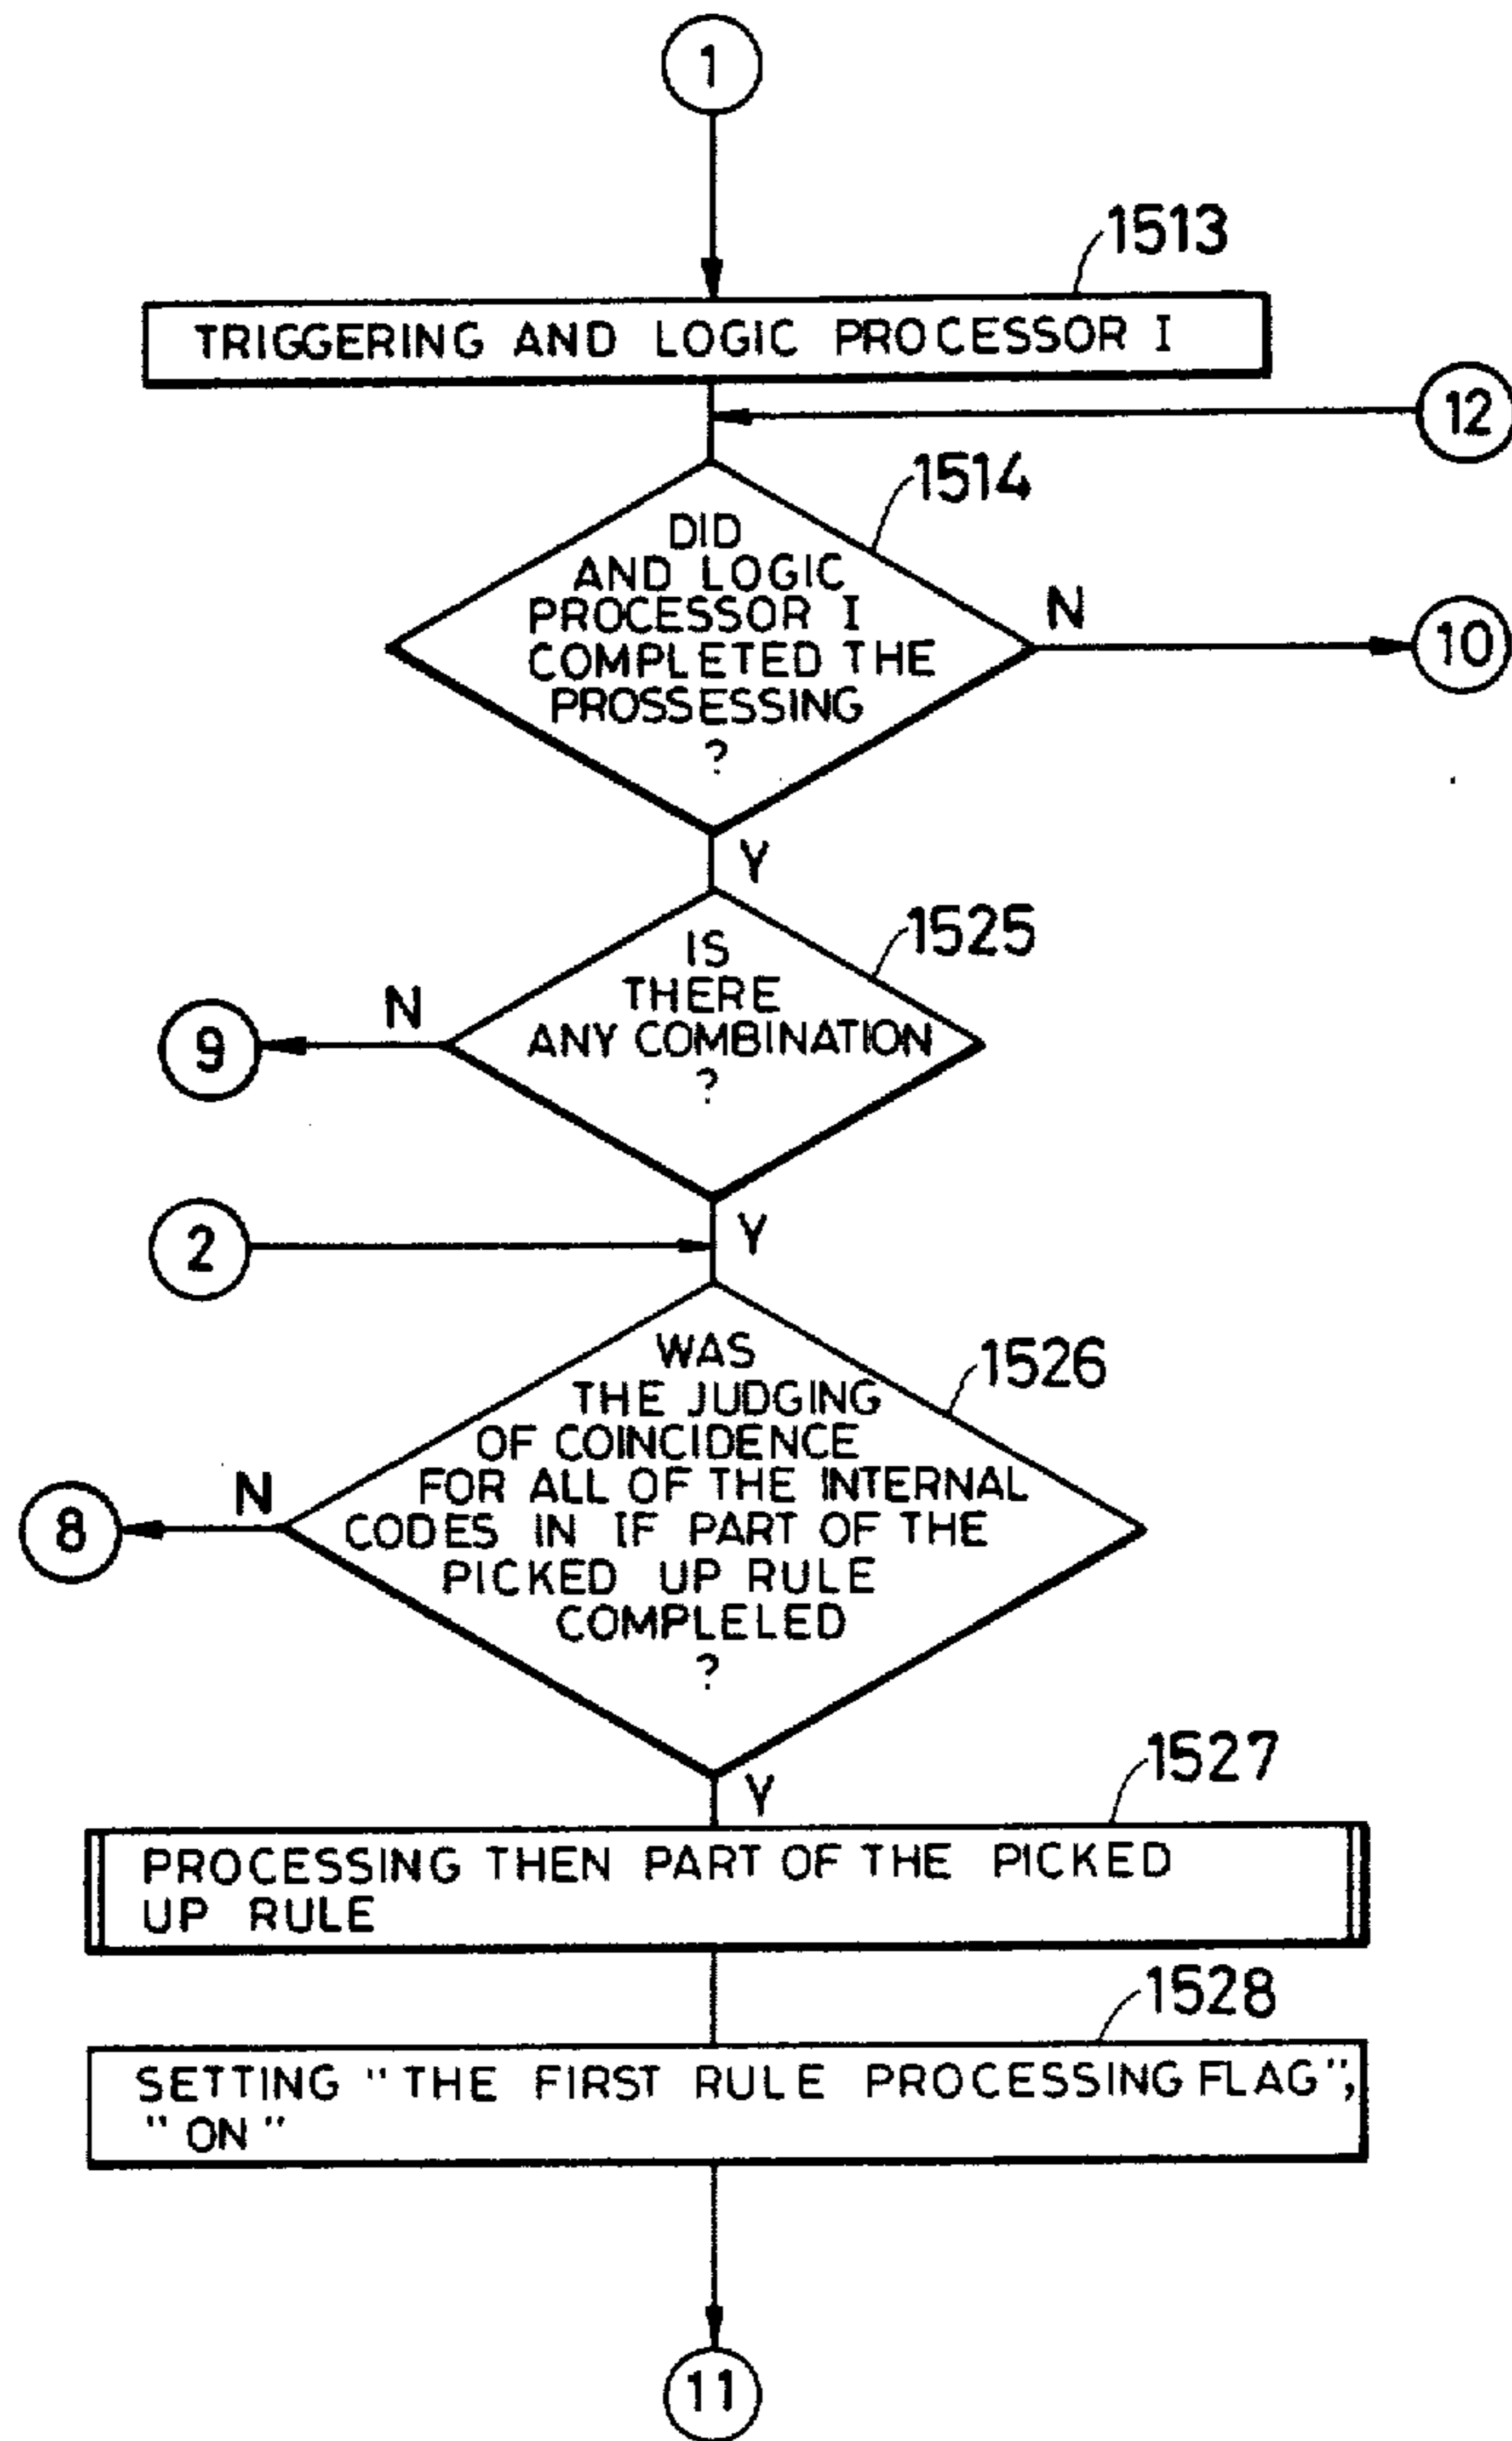 1
1513
TRIGGERING AND LOGIC PROCESSOR I
12
1514
DID
AND LOGIC
PROCESSOR I
COMPLETED THE
PROSSESSING
?
N
10
Y
1525
IS
THERE
ANY COMBINATION
?
N
9
Y
2
1526
WAS
THE JUDGING
OF COINCIDENCE
FOR ALL OF THE INTERNAL
CODES IN IF PART OF THE
PICKED UP RULE
COMPLELED
?
N
8
Y
1527
PROCESSING THEN PART OF THE PICKED
UP RULE
1528
SETTING "THE FIRST RULE PROCESSING FLAG",
"ON"
11